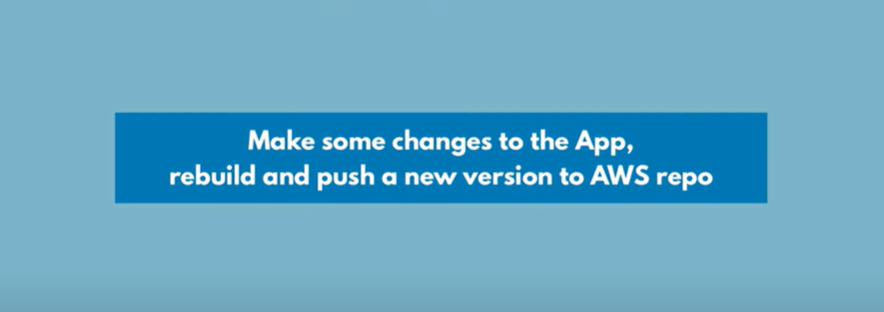 Make some changes to the App,
rebuild and push a new version to AWS repo